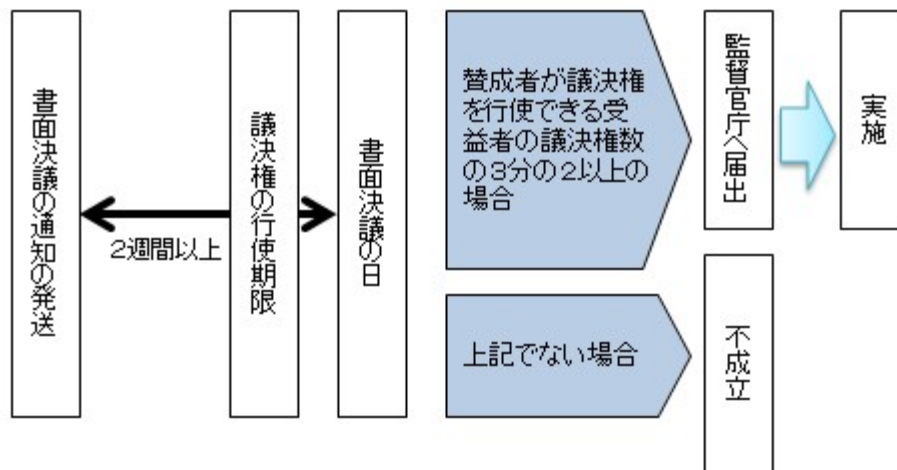 書面決議の通知の発送
2週間以上
議決権の行使期限
書面決議の日
賛成者が議決権
を行使できる受
益者の議決権数
の3分の2以上の
場合
監督官庁へ届出
実施
上記でない場合
不成立